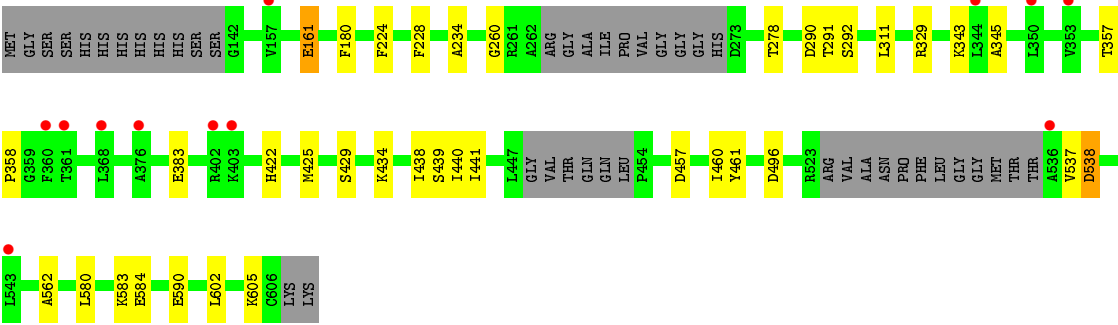 MET GLY SER SER HIS HIS HIS HIS HIS HIS SER SER G142 V157 E161 F180 F224 F228 A234 G260 R261 A262 ARG GLY ALA ILE PRO VAL GLY GLY GLY HIS D273 T278 D290 T291 S292 L311 R329 K343 L344 A345 L350 V353 T357
P358 G359 F360 T361 L368 A376 E383 R402 K403 H422 M425 S429 K434 I438 S439 I440 I441 L447 GLY VAL THR GLN GLN LEU P454 D457 I460 Y461 D496 R523 ARG VAL ALA ASN PRO PHE LEU GLY GLY MET THR THR A536 V537 D538
L543 A562 L580 K583 E584 E590 L602 K605 C606 LYS LYS